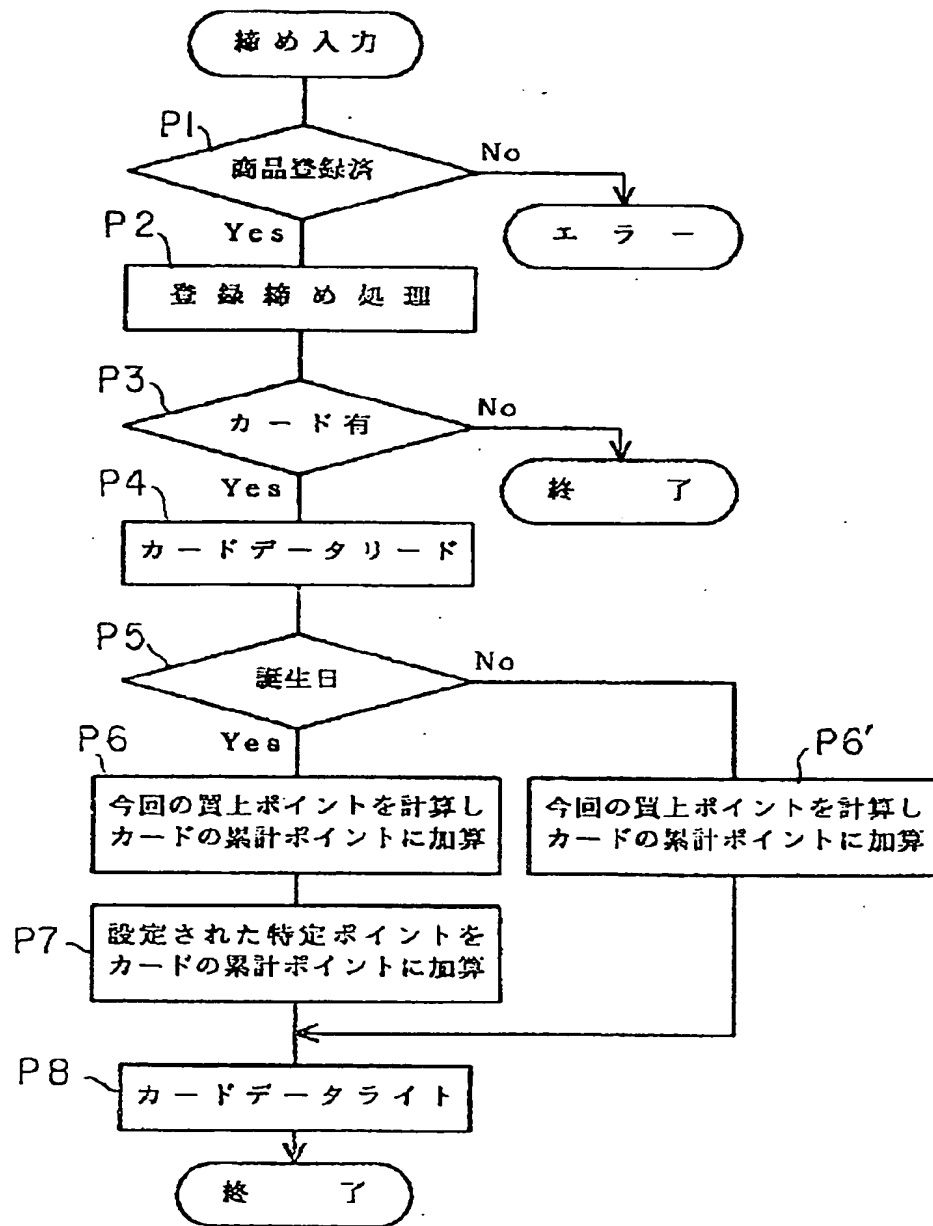 締め入力
P1
商品登録済
No
エラー
Yes
P2
登録締め処理
P3
カード有
No
終了
Yes
P4
カードデータリード
P5
誕生日
No
Yes
P6
今回の買上ポイントを計算し
カードの累計ポイントに加算
P6'
今回の買上ポイントを計算し
カードの累計ポイントに加算
P7
設定された特定ポイントを
カードの累計ポイントに加算
P8
カードデータライト
終了